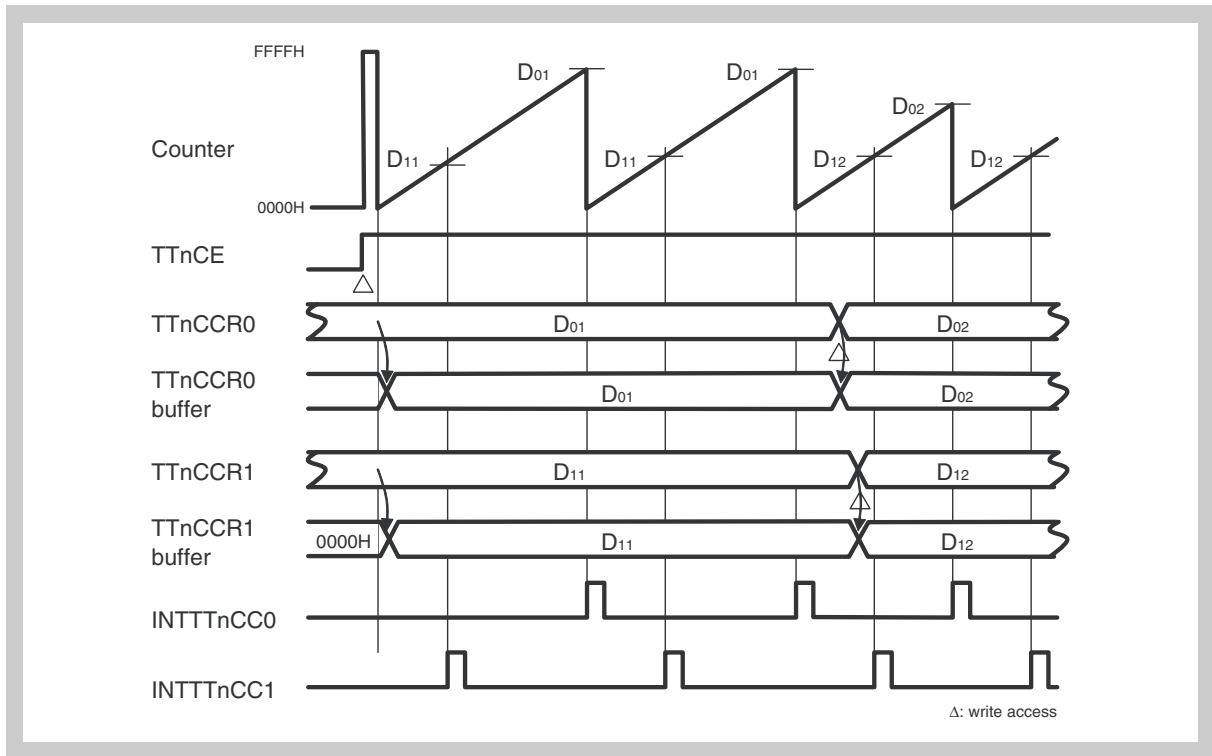 FFFFH
D01 D01
D02
Counter
D11 D11 D12 D12
0000H
TTnCE
Δ
TTnCCR0 D01 D02
Δ
TTnCCR0
buffer
D01 D02
TTnCCR1 D11 D12
Δ
TTnCCR1
buffer
0000H D11 D12
INTTTnCC0
INTTTnCC1
Δ: write access